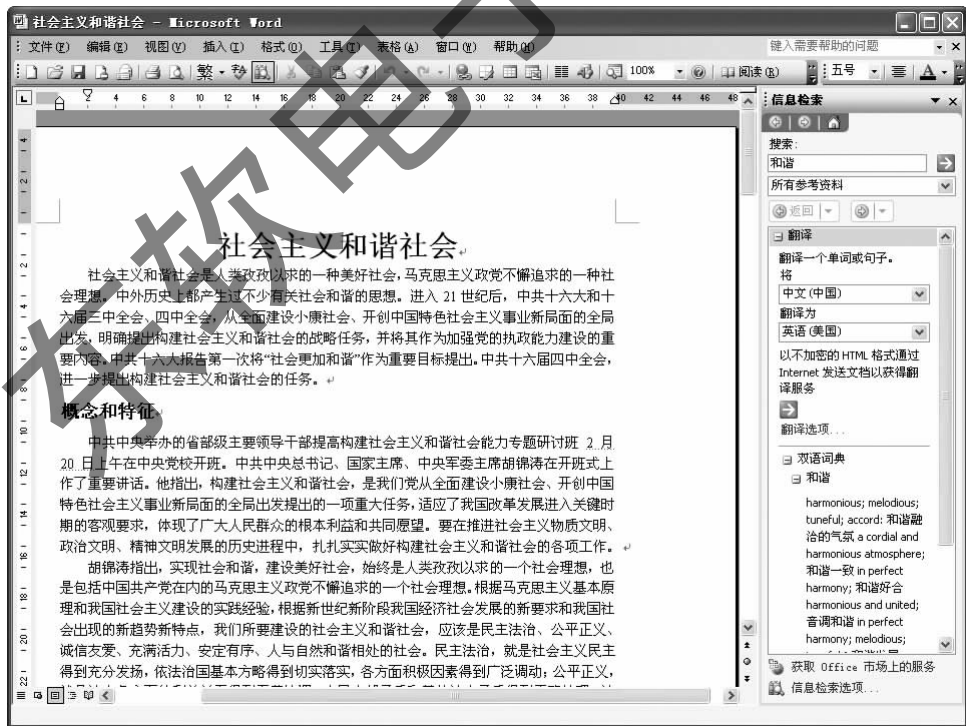 社会主义和谐社会 - Microsoft Word
文件(F) 编辑(E) 视图(V) 插入(I) 格式(O) 工具(T) 表格(A) 窗口(W) 帮助(H) 键入需要帮助的问题
繁 100% 阅读(R) 五号 A
L 2 4 6 8 10 12 14 16 18 20 22 24 26 28 30 32 34 36 38 40 42 44 46 48
社会主义和谐社会
社会主义和谐社会是人类孜孜以求的一种美好社会,马克思主义政党不懈追求的一种社
会理想。中外历史上都产生过不少有关社会和谐的思想。进入 21 世纪后,中共十六大和十
六届三中全会、四中全会,从全面建设小康社会、开创中国特色社会主义事业新局面的全局
出发,明确提出构建社会主义和谐社会的战略任务,并将其作为加强党的执政能力建设的重
要内容。中共十六大报告第一次将“社会更加和谐”作为重要目标提出。中共十六届四中全会,
进一步提出构建社会主义和谐社会的任务。
概念和特征
中共中央举办的省部级主要领导干部提高构建社会主义和谐社会能力专题研讨班 2 月
20 日上午在中央党校开班。中共中央总书记、国家主席、中央军委主席胡锦涛在开班式上
作了重要讲话。他指出,构建社会主义和谐社会,是我们党从全面建设小康社会、开创中国
特色社会主义事业新局面的全局出发提出的一项重大任务,适应了我国改革发展进入关键时
期的客观要求,体现了广大人民群众的根本利益和共同愿望。要在推进社会主义物质文明、
政治文明、精神文明发展的历史进程中,扎扎实实做好构建社会主义和谐社会的各项工作。
胡锦涛指出,实现社会和谐,建设美好社会,始终是人类孜孜以求的一个社会理想,也
是包括中国共产党在内的马克思主义政党不懈追求的一个社会理想。根据马克思主义基本原
理和我国社会主义建设的实践经验,根据新世纪新阶段我国经济社会发展的新要求和我国社
会出现的新趋势新特点,我们所要建设的社会主义和谐社会,应该是民主法治、公平正义、
诚信友爱、充满活力、安定有序、人与自然和谐相处的社会。民主法治,就是社会主义民主
得到充分发扬,依法治国基本方略得到切实落实,各方面积极因素得到广泛调动;公平正义,
信息检索
搜索:
和谐
所有参考资料
返回
翻译
翻译一个单词或句子。
将
中文(中国)
翻译为
英语(美国)
以不加密的 HTML 格式通过
Internet 发送文档以获得翻
译服务
翻译选项...
双语词典
和谐
harmonious; melodious;
tuneful; accord: 和谐融
洽的气氛 a cordial and
harmonious atmosphere;
和谐一致 in perfect
harmony; 和谐好合
harmonious and united;
音调和谐 in perfect
harmony; melodious;
获取 Office 市场上的服务
信息检索选项...
东软电子